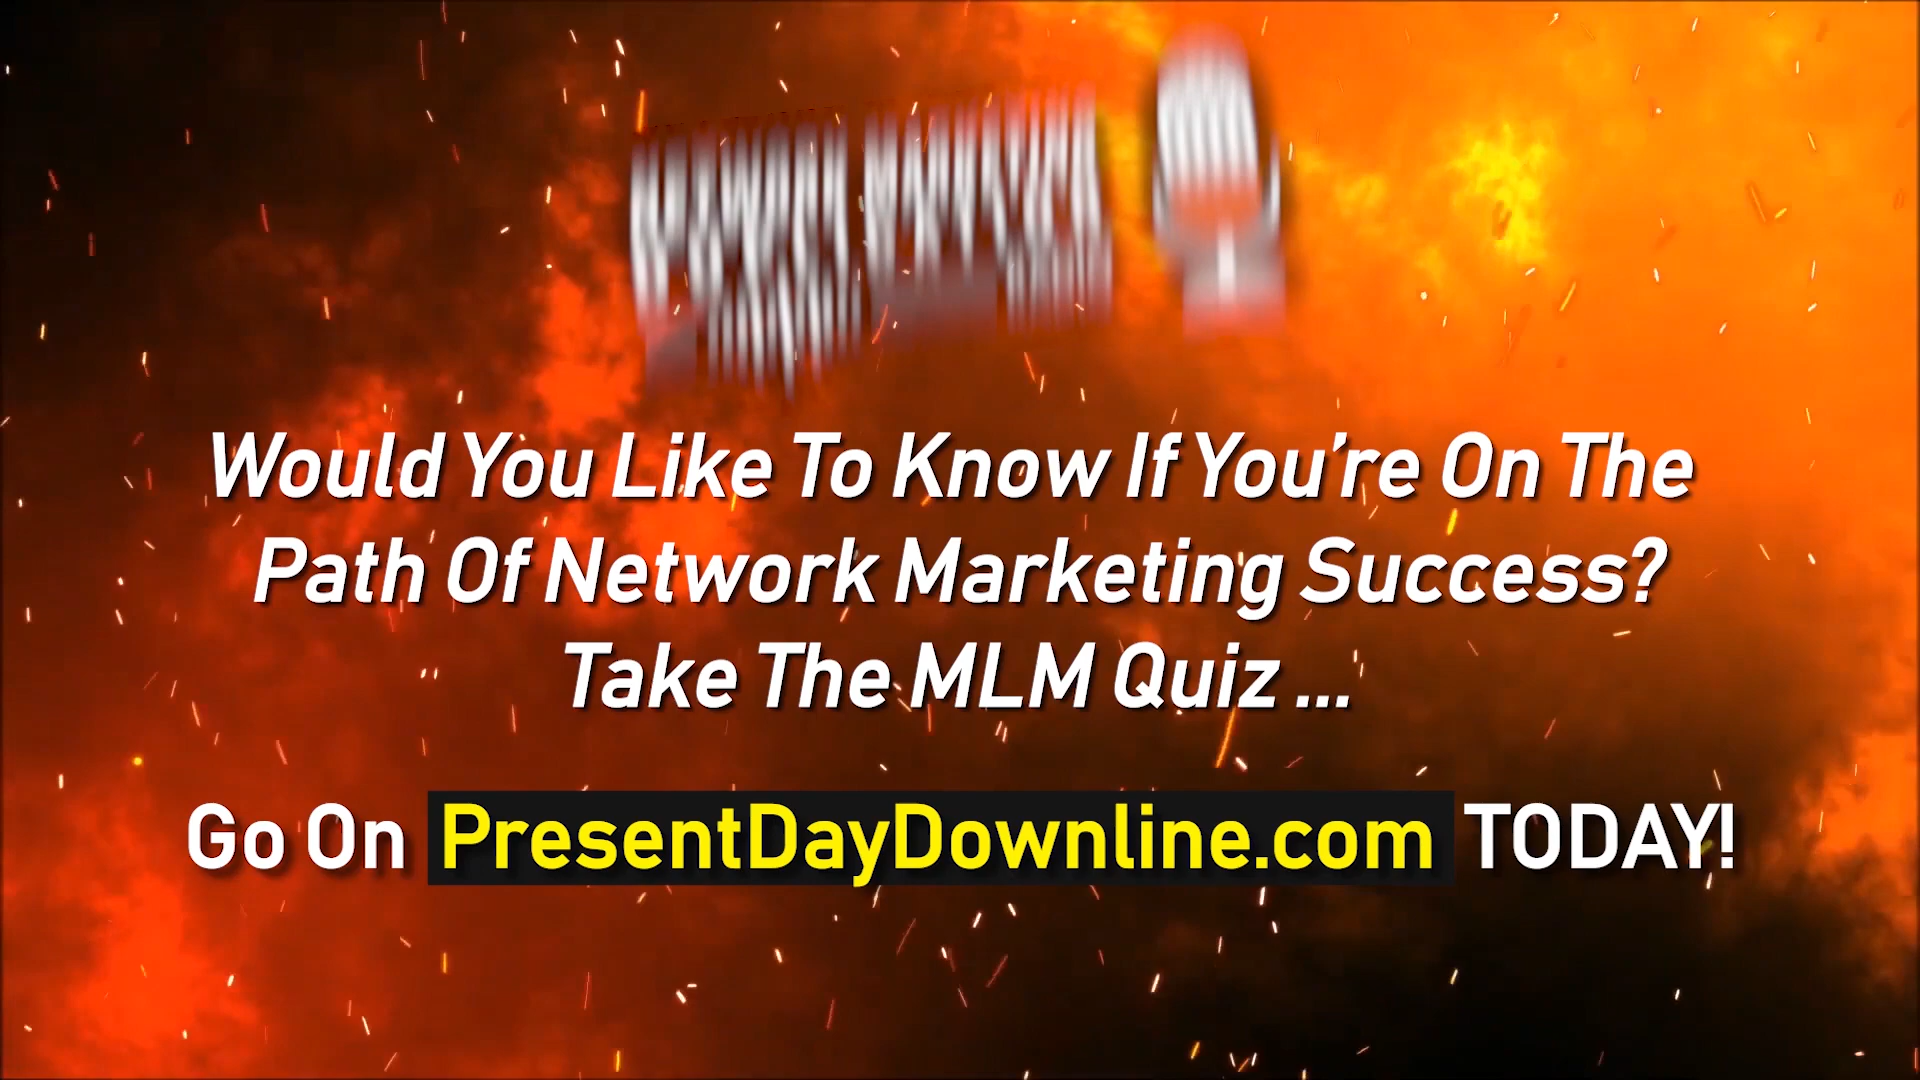 Would You Like To Know If You're On The
Path Of Network Marketing Success?
Take The MLM Quiz ...
Go On PresentDayDownline.com TODAY!